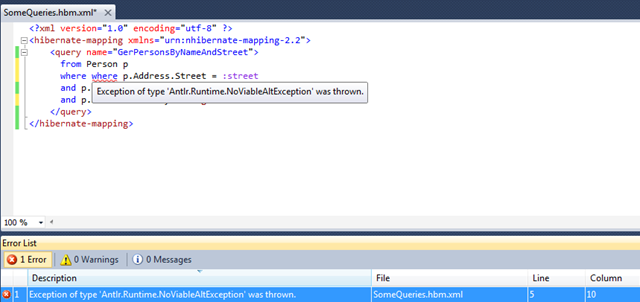 SomeQueries.hbm.xml*
<?xml version="1.0" encoding="utf-8" ?>
<hibernate-mapping xmlns="urn:nhibernate-mapping-2.2">
<query name="GerPersonsByNameAndStreet">
from Person p
where where p.Address.Street = :street
and p.
Exception of type 'Antlr.Runtime.NoViableAltException' was thrown.
and p.
</query>
</hibernate-mapping>
100 %
Error List
1 Error 0 Warnings 0 Messages
Description File Line Column
1 Exception of type 'Antlr.Runtime.NoViableAltException' was thrown. SomeQueries.hbm.xml 5 10